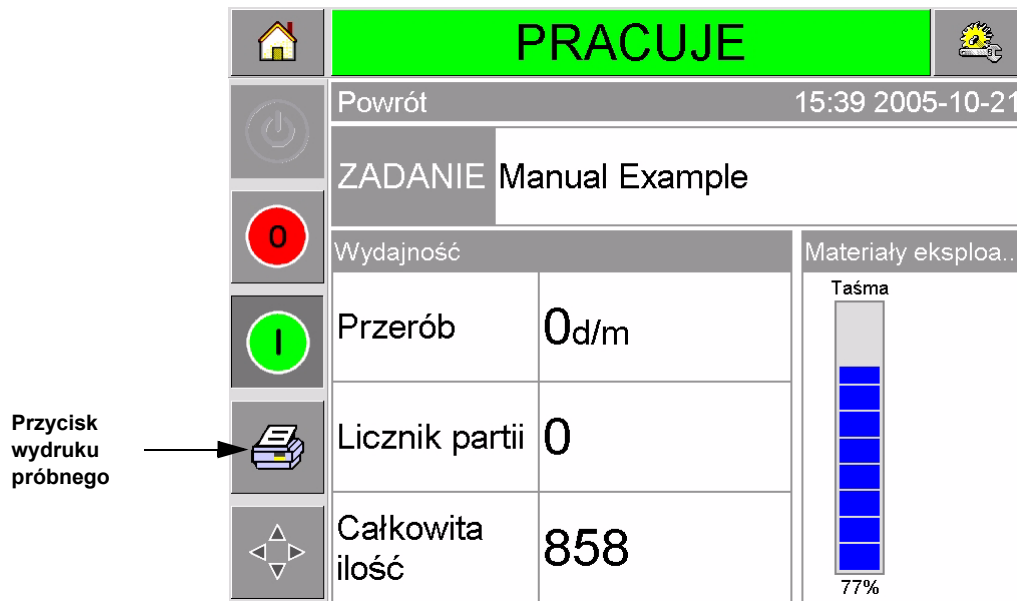 PRACUJE
Powrót 15:39 2005-10-21
ZADANIE Manual Example
0
Wydajność
Materiały eksploa..
Taśma
I
Przerób 0d/m
Przycisk
wydruku
próbnego
Licznik partii 0
Całkowita
ilość 858
77%